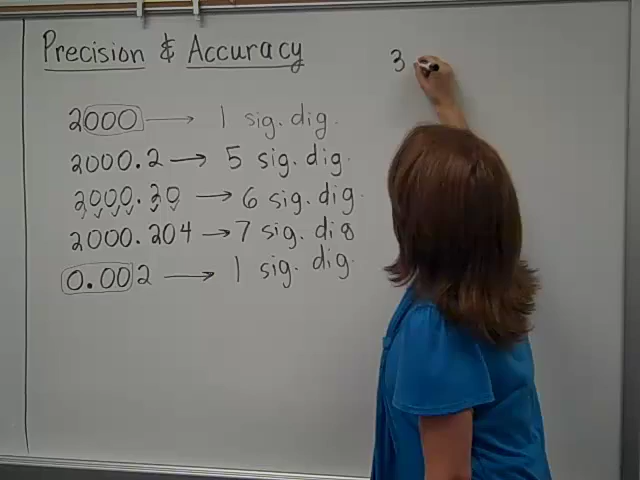 Precision & Accuracy
3
2000 → 1 sig. dig.
2000.2 → 5 sig. dig.
2000.20 → 6 sig. dig.
2000.204 → 7 sig. dig
0.002 → 1 sig. dig.